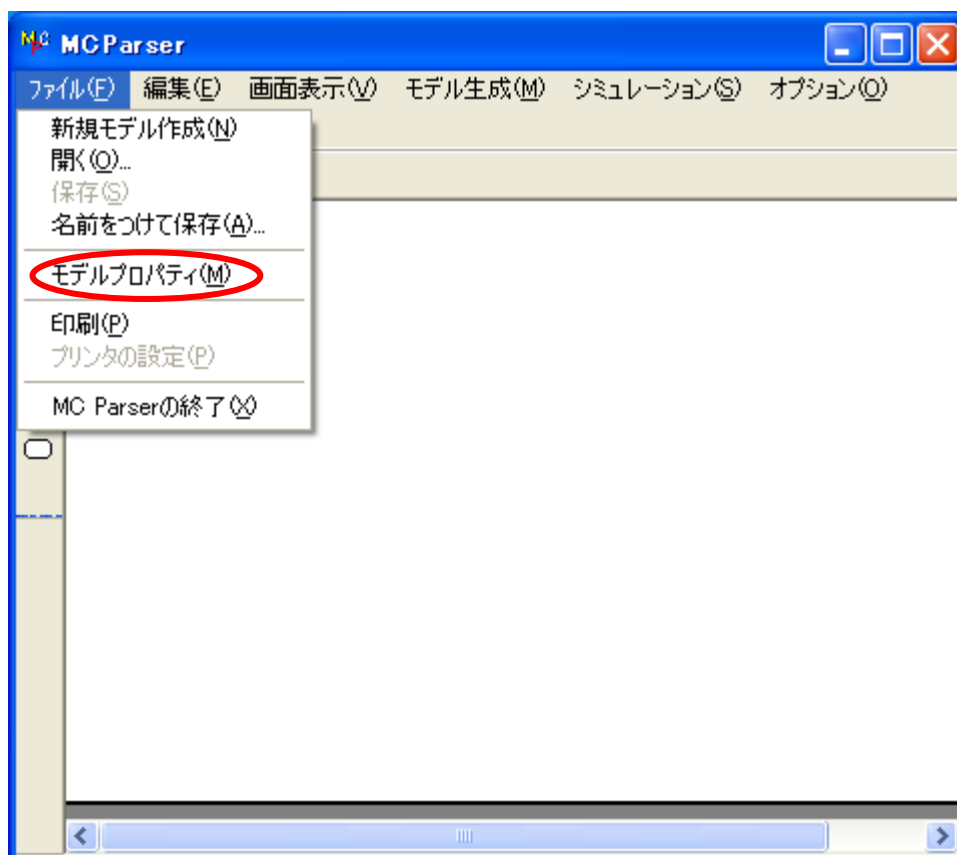 MCParser
ファイル(F) 編集(E) 画面表示(V) モデル生成(M) シミュレーション(S) オプション(O)
新規モデル作成(N)
開く(O)...
保存(S)
名前をつけて保存(A)...
モデルプロパティ(M)
印刷(P)
プリンタの設定(P)
MC Parserの終了(X)